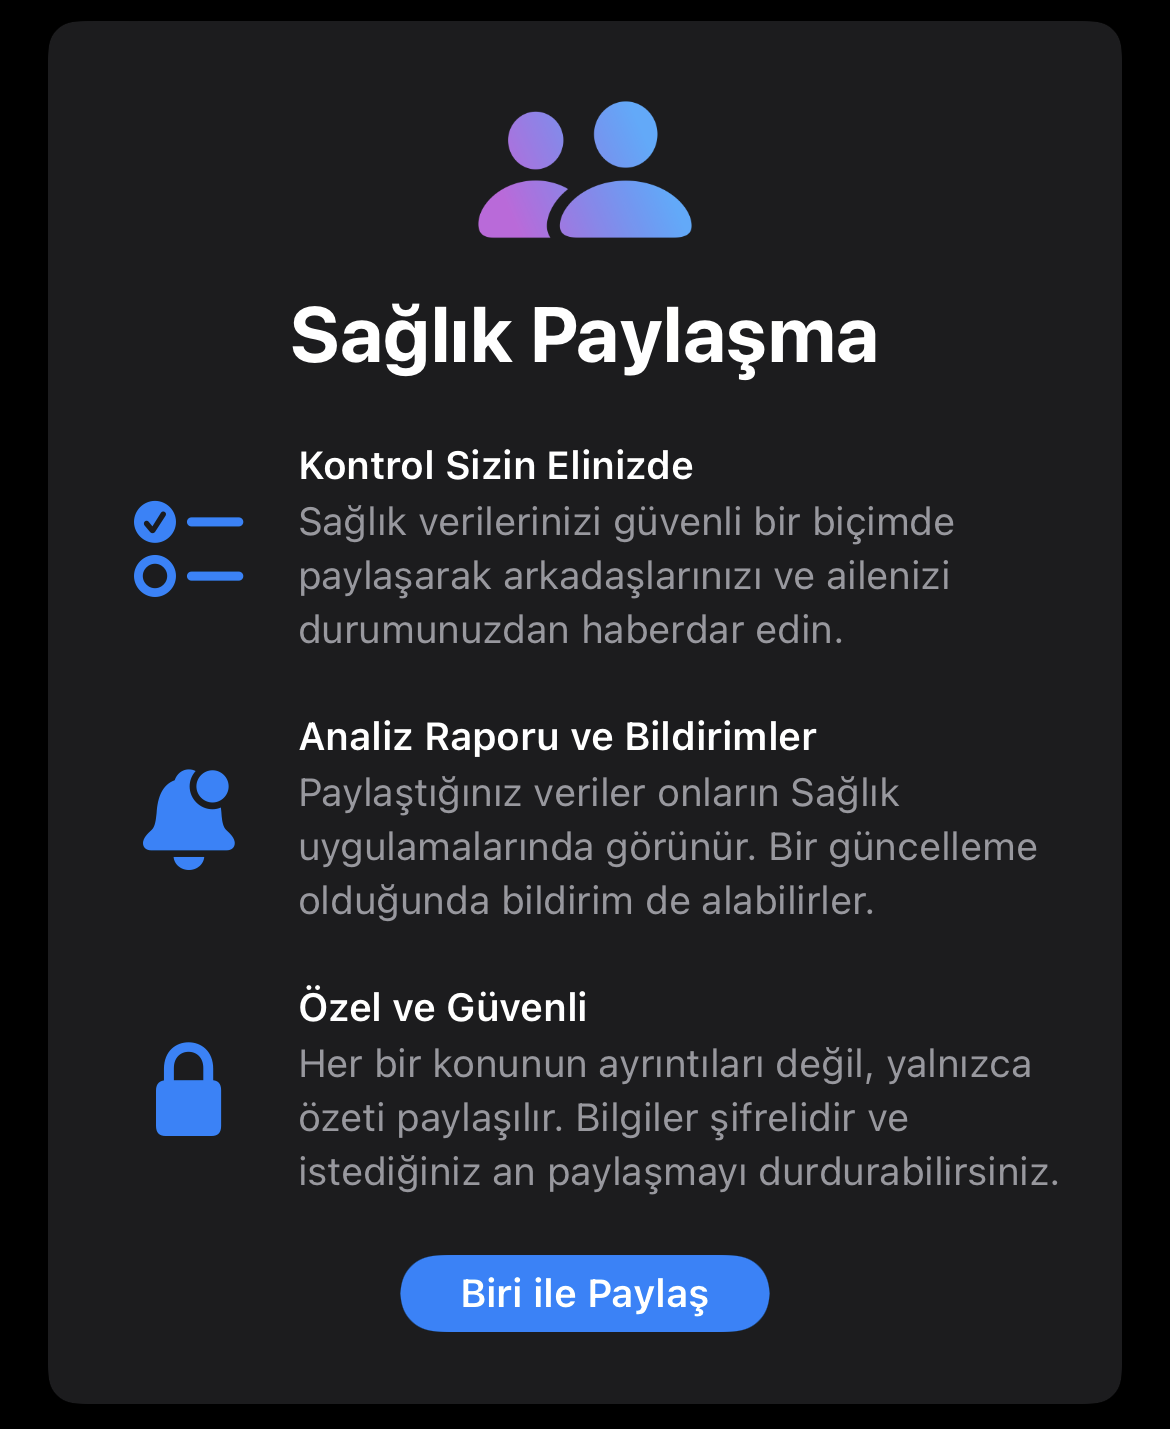 Sağlık Paylaşma
Kontrol Sizin Elinizde
Sağlık verilerinizi güvenli bir biçimde
paylaşarak arkadaşlarınızı ve ailenizi
durumunuzdan haberdar edin.
Analiz Raporu ve Bildirimler
Paylaştığınız veriler onların Sağlık
uygulamalarında görünür. Bir güncelleme
olduğunda bildirim de alabilirler.
Özel ve Güvenli
Her bir konunun ayrıntıları değil, yalnızca
özeti paylaşılır. Bilgiler şifrelidir ve
istediğiniz an paylaşmayı durdurabilirsiniz.
Biri ile Paylaş